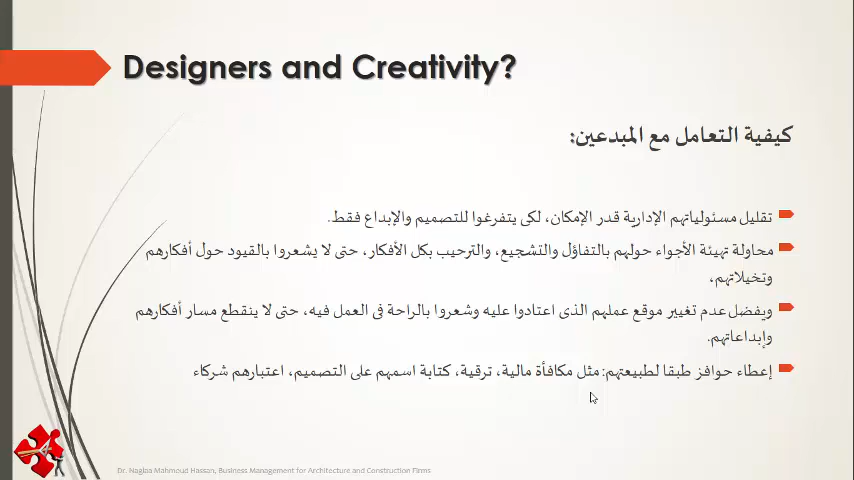 Designers and Creativity?
كيفية التعامل مع المبدعين:
تقليل مسئولياتهم الإدارية قدر الإمكان، لكى يتفرغوا للتصميم والإبداع فقط.
محاولة تهيئة الأجواء حولهم بالتفاؤل والتشجيع، والترحيب بكل الأفكار، حتى لا يشعروا بالقيود حول أفكارهم
وتخيلاتهم،
ويفضل عدم تغيير موقع عملهم الذى اعتادوا عليه وشعروا بالراحة فى العمل فيه، حتى لا ينقطع مسار أفكارهم
وإبداعاتهم.
إعطاء حوافز طبقا لطبيعتهم: مثل مكافأة مالية، ترقية، كتابة اسمهم على التصميم، اعتبارهم شركاء
Dr. Naglaa Mahmoud Hassan, Business Management for Architecture and Construction Firms